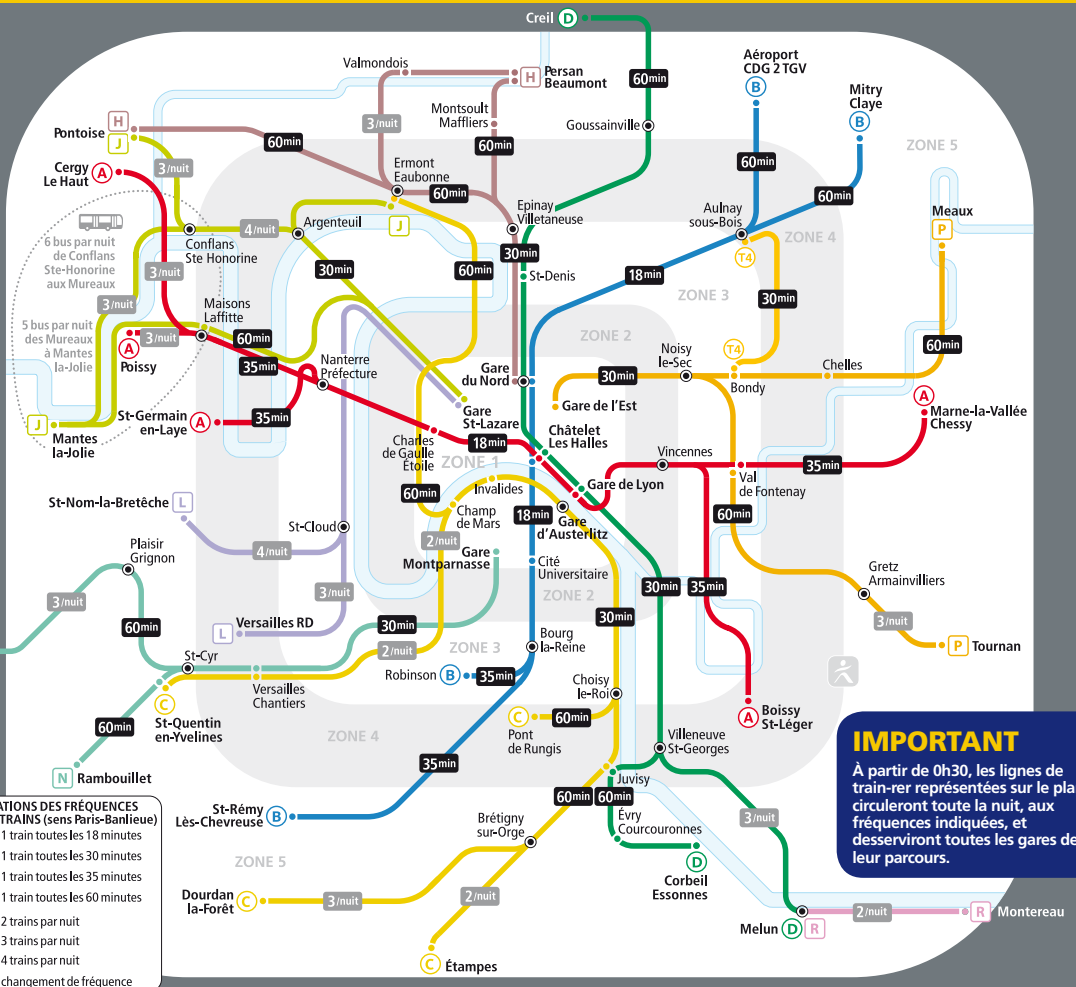 Creil D
Valmondois
H Persan
Beaumont
60min
Aéroport
CDG 2 TGV
B
Mitry
Claye
B
Montsoult
Maffliers
Goussainville
ZONE 5
Pontoise
H
J
3/nuit
60min
60min
60min
60min
Cergy
Le Haut
A
3/nuit
Ermont
Eaubonne
60min
Epinay
Villetaneuse
Aulnay
sous-Bois
Meaux
P
6 bus par nuit
de Conflans
Ste-Honorine
aux Mureaux
4/nuit
Argenteuil
J
T4
ZONE 4
Conflans
Ste Honorine
30min
60min
30min
St-Denis
18min
3/nuit
3/nuit
Maisons
Laffitte
ZONE 3
30min
5 bus par nuit
des Mureaux
à Mantes
la-Jolie
3/nuit
60min
35min
ZONE 2
T4
60min
A
Poissy
Nanterre
Préfecture
Gare
du Nord
30min
Noisy
le-Sec
Bondy
Chelles
St-Germain
en-Laye
A
35min
Gare
St-Lazare
Gare de l'Est
A
Marne-la-Vallée
Chessy
J
Mantes
la-Jolie
Charles
de Gaulle
Étoile
18min
Châtelet
Les Halles
ZONE 1
Vincennes
35min
Gare de Lyon
Val
de Fontenay
St-Nom-la-Bretêche L
60min
Invalides
Champ
de Mars
18min
Gare
d'Austerlitz
60min
St-Cloud
4/nuit
2/nuit
Gare
Montparnasse
Cité
Universitaire
Plaisir
Grignon
3/nuit
3/nuit
ZONE 2
30min
35min
Gretz
Armainvilliers
60min
L
Versailles RD
30min
30min
3/nuit
St-Cyr
2/nuit
ZONE 3
Bourg
la-Reine
P Tournan
Robinson B
35min
Versailles
Chantiers
Choisy
le-Roi
C
St-Quentin
en-Yvelines
60min
C
Pont
de Rungis
60min
A
Boissy
St-Léger
ZONE 4
Villeneuve
St-Georges
N Rambouillet
35min
Juvisy
60min
60min
IMPORTANT
À partir de 0h30, les lignes de
train-rer représentées sur le pla
circuleront toute la nuit, aux
fréquences indiquées, et
desserviront toutes les gares de
leur parcours.
St-Rémy
Lès-Chevreuse B
Brétigny
sur-Orge
Évry
Courcouronnes
3/nuit
ATIONS DES FRÉQUENCES
TRAINS (sens Paris-Banlieue)
1 train toutes les 18 minutes
1 train toutes les 30 minutes
1 train toutes les 35 minutes
1 train toutes les 60 minutes
2 trains par nuit
3 trains par nuit
4 trains par nuit
changement de fréquence
ZONE 5
D
Corbeil
Essonnes
Dourdan
la-Forêt
C
3/nuit
2/nuit
Melun D R
2/nuit
R Montereau
C Étampes